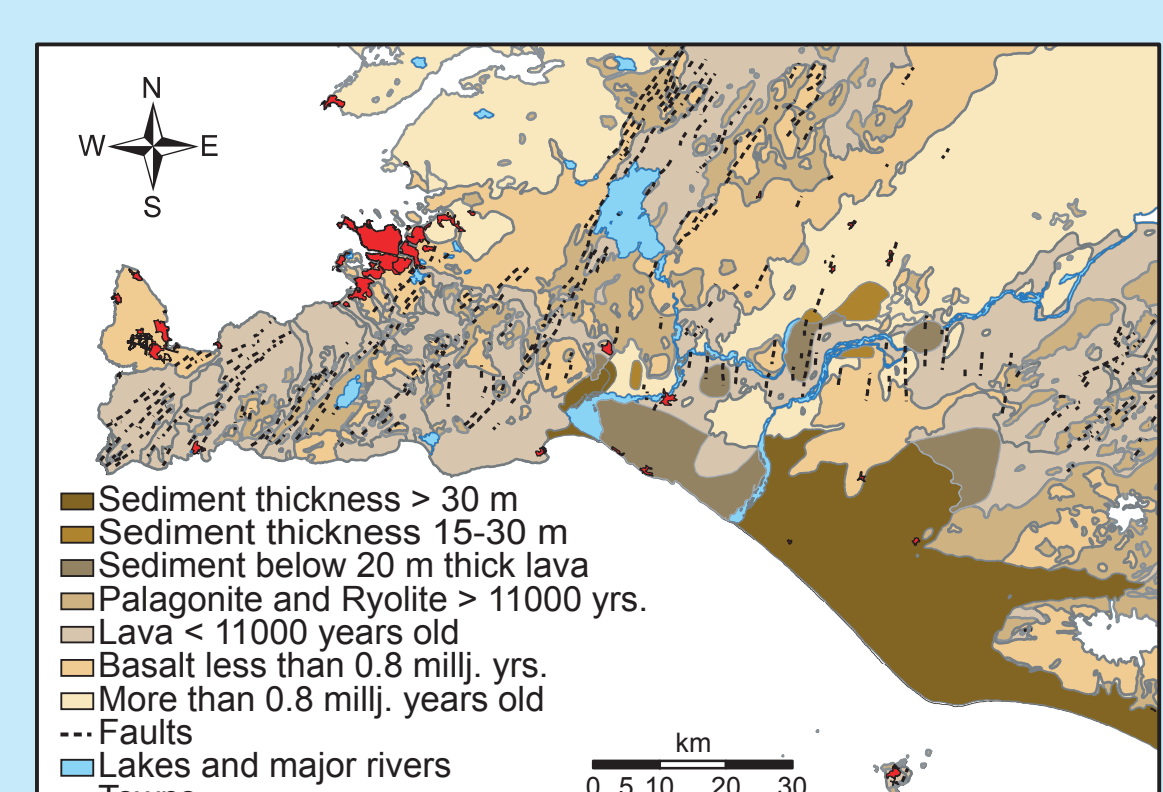 N
W E
S
Sediment thickness > 30 m
Sediment thickness 15-30 m
Sediment below 20 m thick lava
Palagonite and Ryolite > 11000 yrs.
Lava < 11000 years old
Basalt less than 0.8 millj. yrs.
More than 0.8 millj. years old
Faults
Lakes and major rivers
Towns
km
0 5 10 20 30